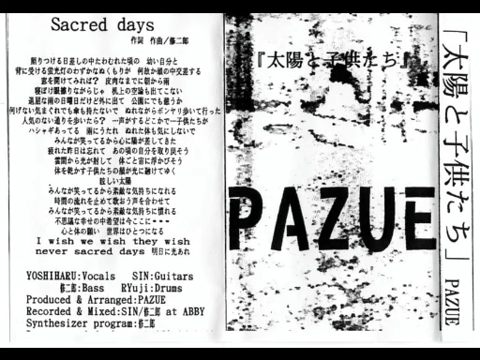 Sacred days
作詞 作曲／修二郎
照りつける日差しの中たわむれた頃の 幼い自分と
背に受ける蛍光灯のわずかなぬくもりが 何故か頭の中交差する
窓を開けてみれば？ 皮肉なまでに朝から雨
寝ぼけ眼擦りながらじゃ 机上の空論も出てこない
退屈な雨の日曜日だけど外に出て 公園にでも蹴うか
何げない気まぐれでも傘も持たないで ぬれながらボンヤリ歩いて行った
人気のない通りを歩いたら？ 一声がするどこかで一子供たちが
ハシャギあってる 雨にうたれ ぬれた体も気にしないで
みんなが笑ってるから心に陽が差してきた
疲れた昨日は忘れて あの頃の自分を取り戻そう
雲間から光が射して 体ごと宙に浮かびそう
体を乾かす子供たちの顔が光に融けてゆく
眩しい太陽
みんなが笑ってるから素敵な気持ちになれる
時間の流れを止めて歌おう声を合わせて
みんなが笑ってるから素敵な気持ちに慣れる
不思議な幸せの中希望は今ここに・・・
心と体の願い 世界はひとつになる
I wish we wish they wish
never sacred days 明日に光あれ
YOSHIHARU:Vocals SIN:Guitars
修二郎:Bass RYuji:Drums
Produced & Arranged:PAZUE
Recorded & Mixed:SIN/修二郎 at ABBY
Synthesizer program:修二郎
『太陽と子供たち』
PAZUE
「太陽と子供たち」 PAZUE